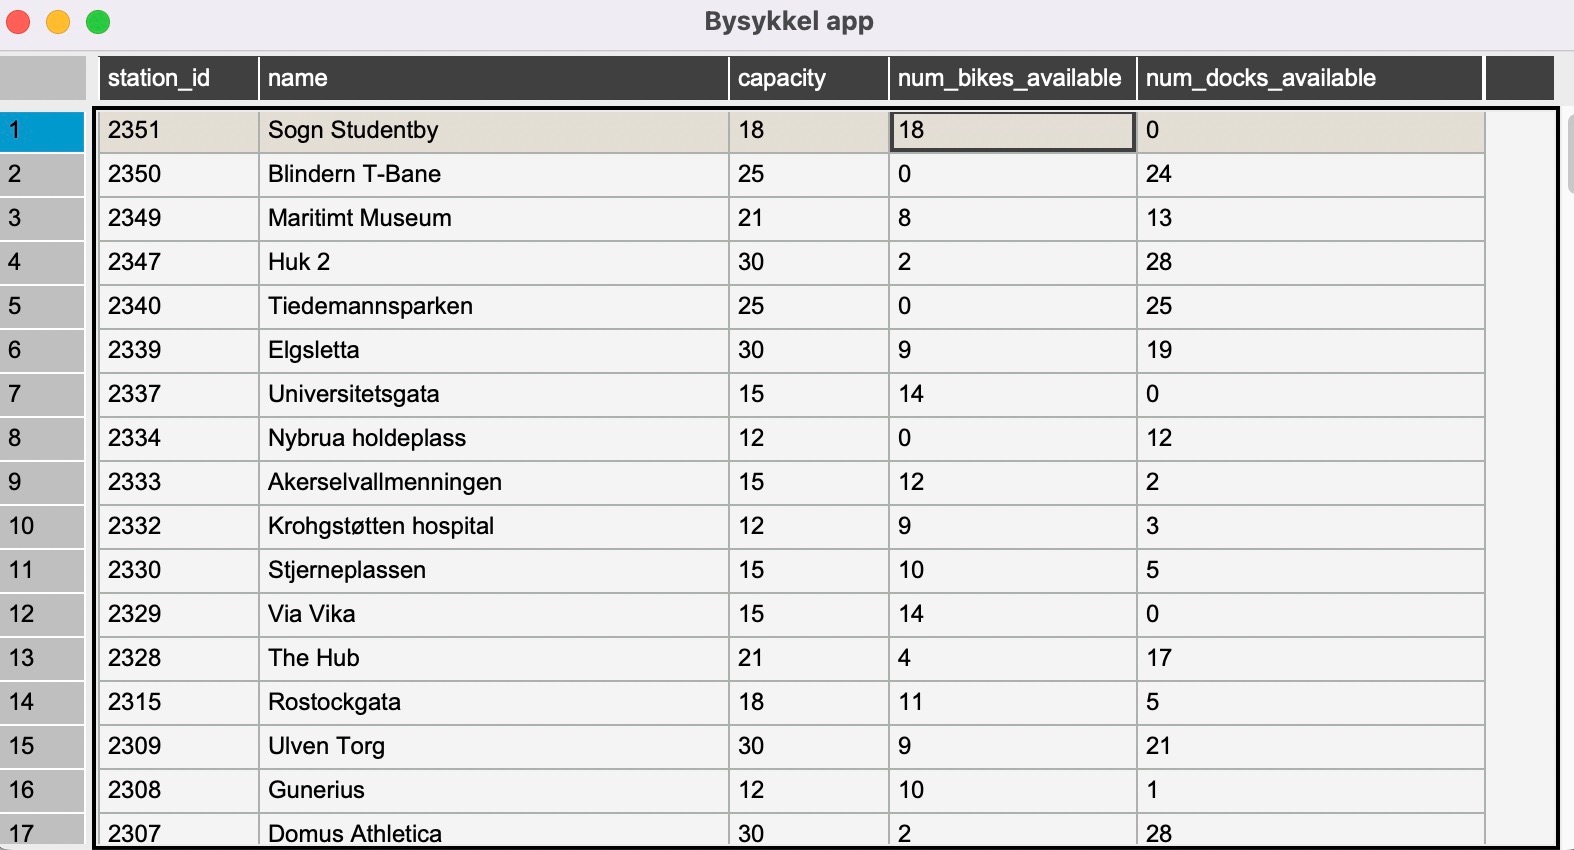 Bysykkel app
station_id name capacity num_bikes_available num_docks_available
1 2351 Sogn Studentby 18 18 0
2 2350 Blindern T-Bane 25 0 24
3 2349 Maritimt Museum 21 8 13
4 2347 Huk 2 30 2 28
5 2340 Tiedemannsparken 25 0 25
6 2339 Elgsletta 30 9 19
7 2337 Universitetsgata 15 14 0
8 2334 Nybrua holdeplass 12 0 12
9 2333 Akerselvallmenningen 15 12 2
10 2332 Krohgstøtten hospital 12 9 3
11 2330 Stjerneplassen 15 10 5
12 2329 Via Vika 15 14 0
13 2328 The Hub 21 4 17
14 2315 Rostockgata 18 11 5
15 2309 Ulven Torg 30 9 21
16 2308 Gunerius 12 10 1
17 2307 Domus Athletica 30 2 28